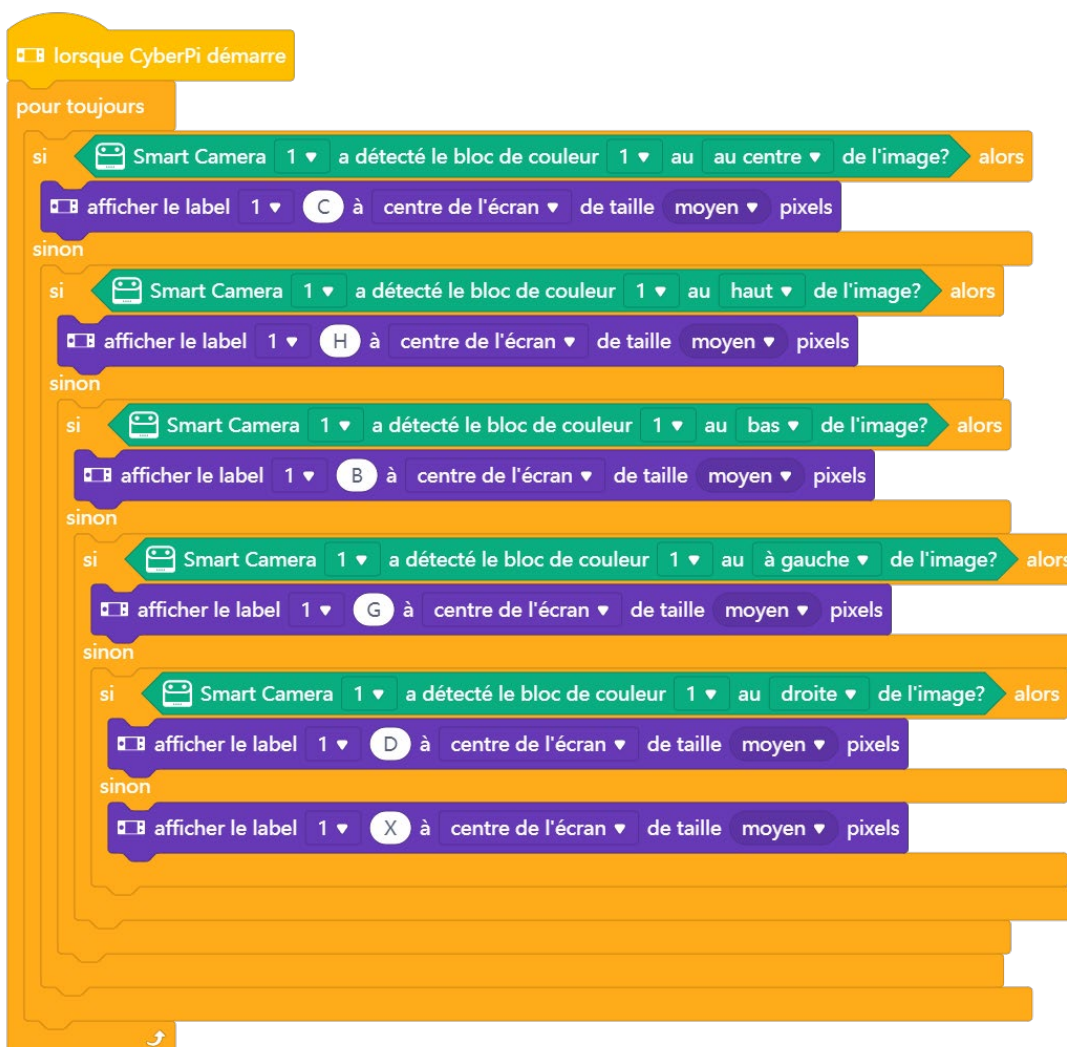 lorsque CyberPi démarre
pour toujours
si Smart Camera 1 a détecté le bloc de couleur 1 au au centre de l'image? alors
afficher le label 1 C à centre de l'écran de taille moyen pixels
sinon
si Smart Camera 1 a détecté le bloc de couleur 1 au haut de l'image? alors
afficher le label 1 H à centre de l'écran de taille moyen pixels
sinon
si Smart Camera 1 a détecté le bloc de couleur 1 au bas de l'image? alors
afficher le label 1 B à centre de l'écran de taille moyen pixels
sinon
si Smart Camera 1 a détecté le bloc de couleur 1 au à gauche de l'image? alors
afficher le label 1 G à centre de l'écran de taille moyen pixels
sinon
si Smart Camera 1 a détecté le bloc de couleur 1 au droite de l'image? alors
afficher le label 1 D à centre de l'écran de taille moyen pixels
sinon
afficher le label 1 X à centre de l'écran de taille moyen pixels